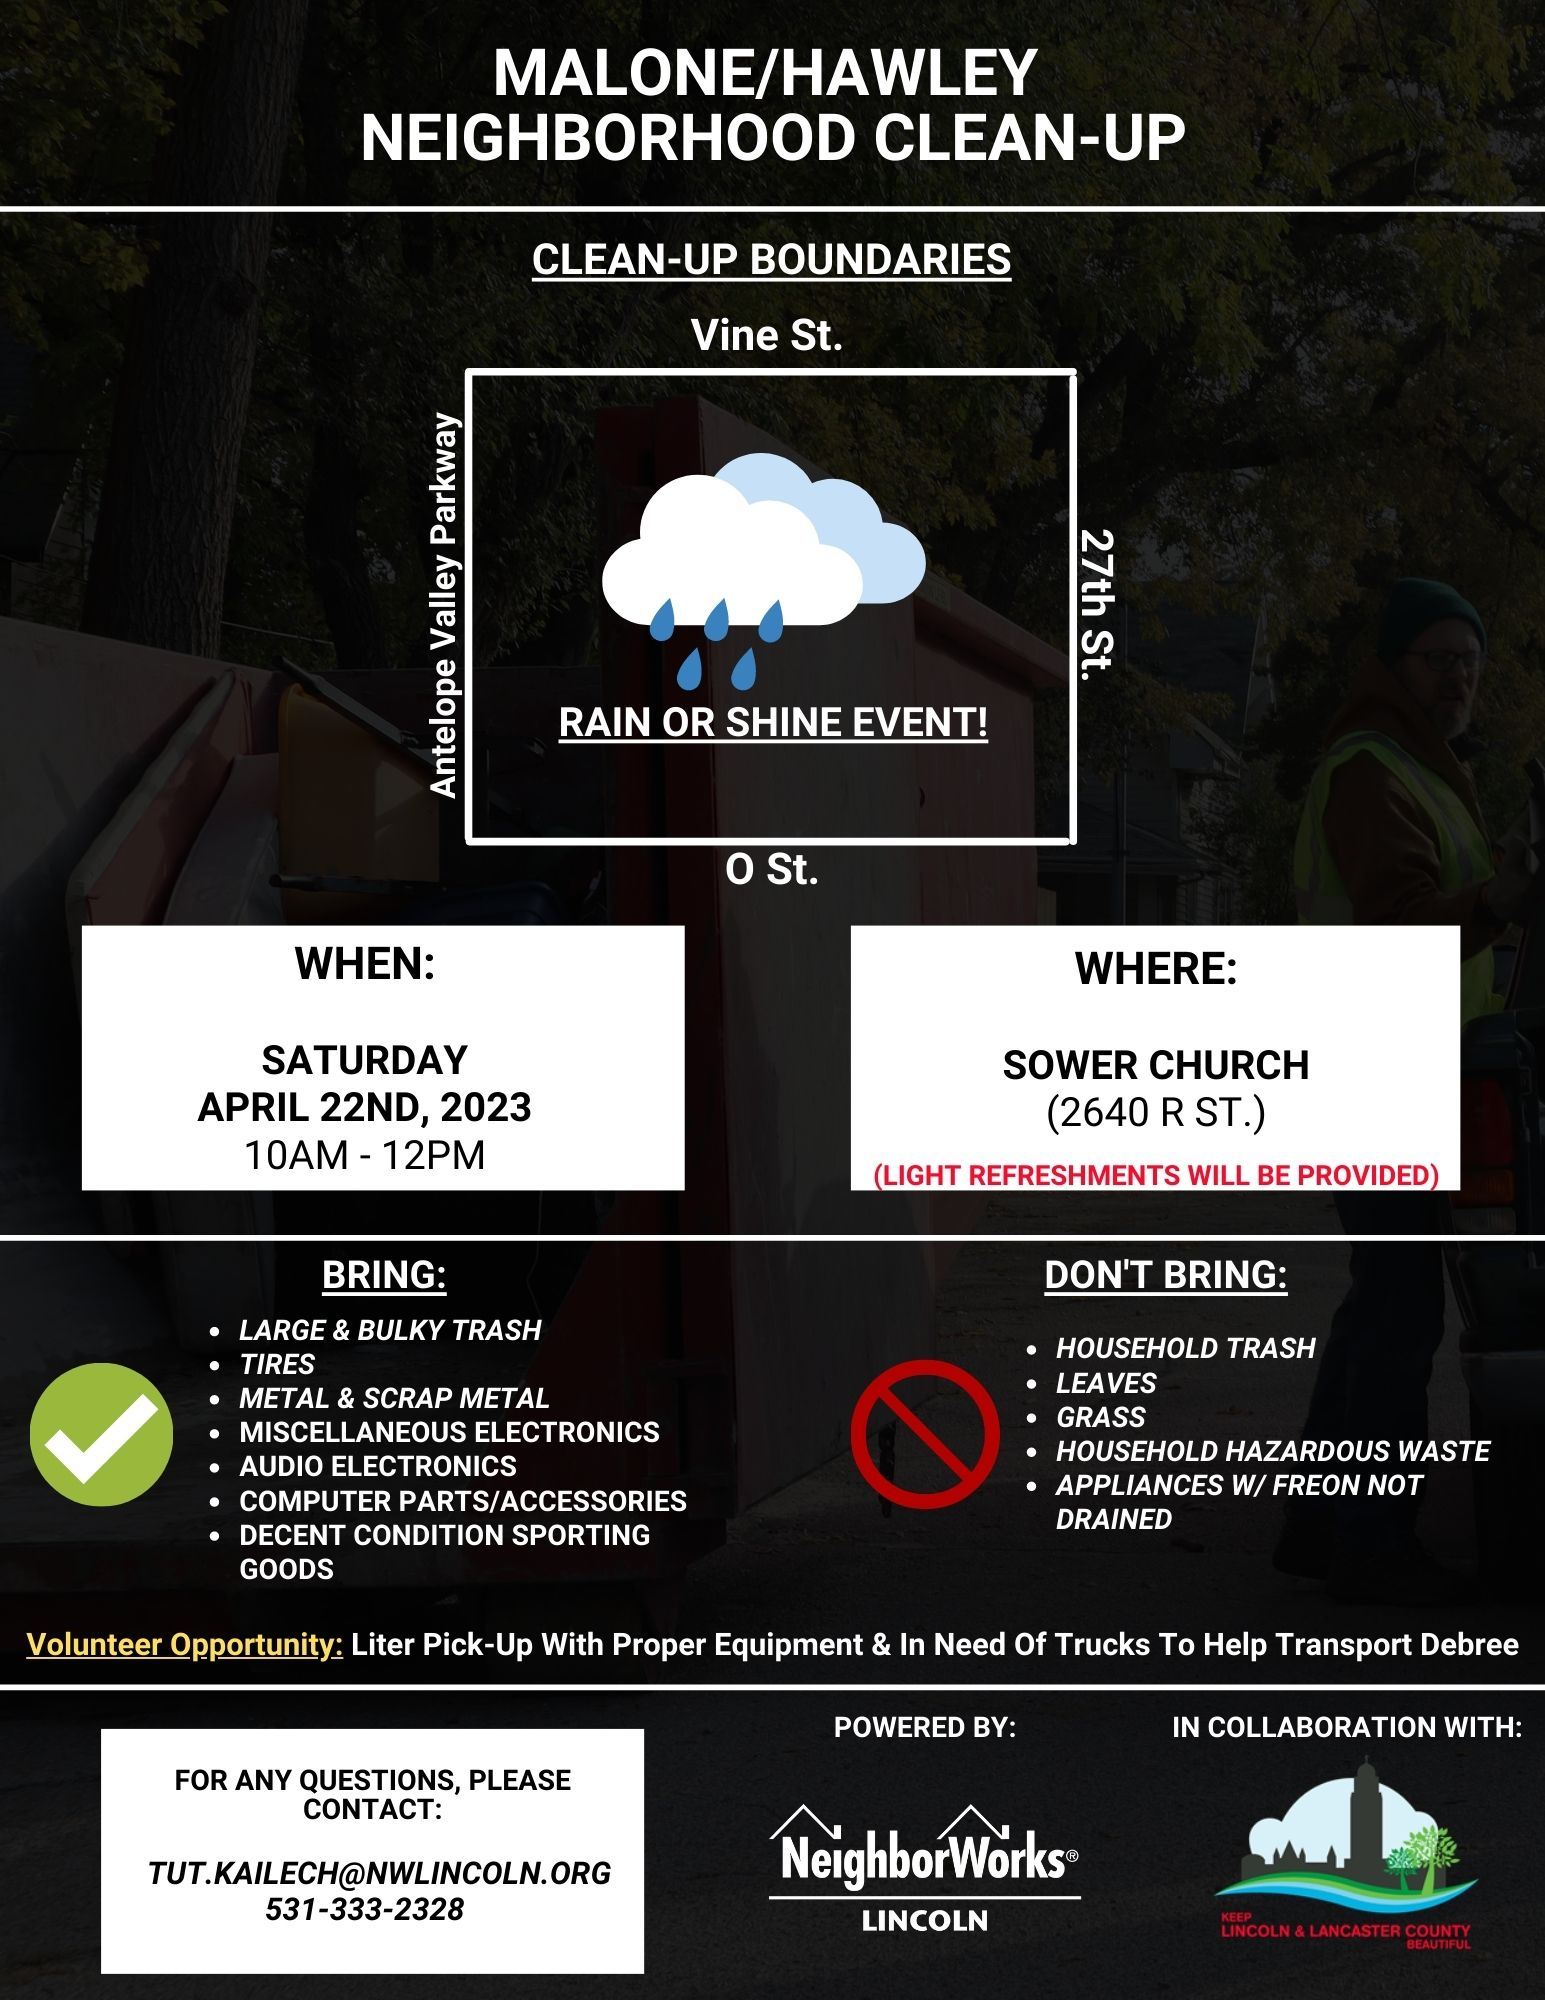 MALONE/HAWLEY
NEIGHBORHOOD CLEAN-UP
CLEAN-UP BOUNDARIES
Vine St.
Antelope Valley Parkway
27th St.
RAIN OR SHINE EVENT!
O St.
WHEN:
SATURDAY
APRIL 22ND, 2023
10AM - 12PM
WHERE:
SOWER CHURCH
(2640 R ST.)
(LIGHT REFRESHMENTS WILL BE PROVIDED)
BRING:
• LARGE & BULKY TRASH
• TIRES
• METAL & SCRAP METAL
• MISCELLANEOUS ELECTRONICS
• AUDIO ELECTRONICS
• COMPUTER PARTS/ACCESSORIES
• DECENT CONDITION SPORTING
GOODS
DON'T BRING:
• HOUSEHOLD TRASH
• LEAVES
• GRASS
• HOUSEHOLD HAZARDOUS WASTE
• APPLIANCES W/ FREON NOT
DRAINED
Volunteer Opportunity: Liter Pick-Up With Proper Equipment & In Need Of Trucks To Help Transport Debree
FOR ANY QUESTIONS, PLEASE
CONTACT:
TUT.KAILECH@NWLINCOLN.ORG
531-333-2328
POWERED BY:
NeighborWorks®
LINCOLN
IN COLLABORATION WITH:
KEEP
LINCOLN & LANCASTER COUNTY
BEAUTIFUL